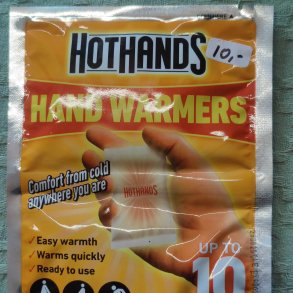 HOTHANDS
10,-
HAND WARMERS
Comfort from cold
anywhere you are
HOTHANDS
✓Easy warmth
✓Warms quickly
✓Ready to use
UP TO
10